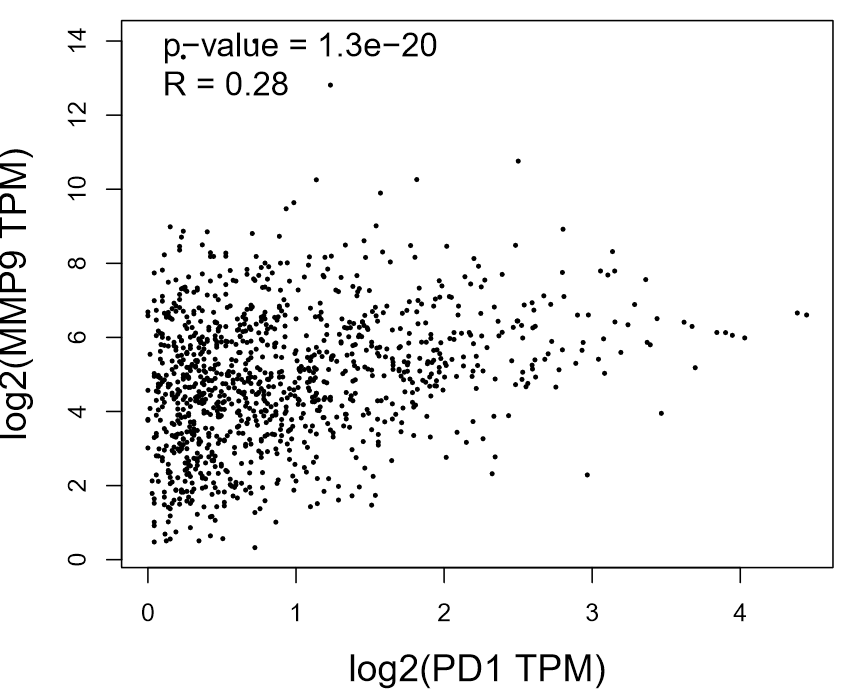 p−value = 1.3e−20
R = 0.28
log2(MMP9 TPM)
14
12
10
8
6
4
2
0
0 1 2 3 4
log2(PD1 TPM)